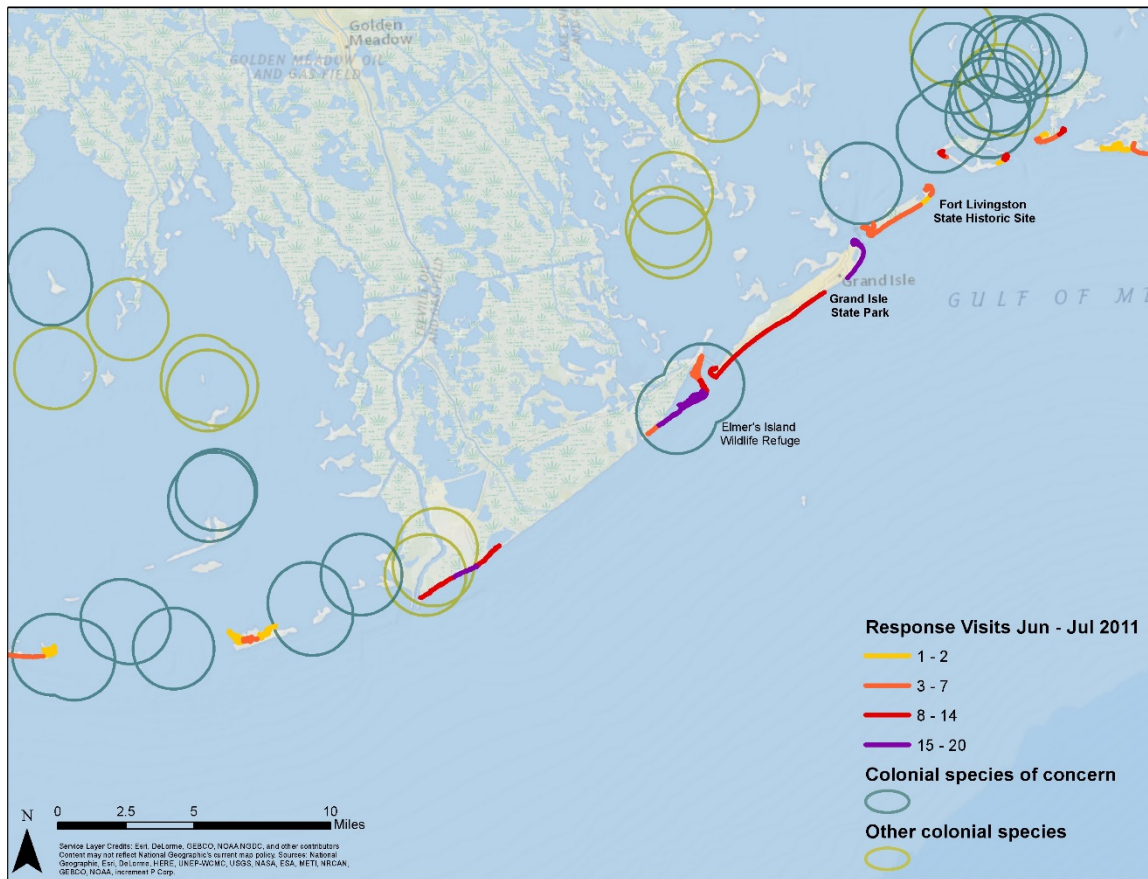 Golden
Meadow
GOLDEN MEADOW OIL
AND GAS FIELD
Fort Livingston
State Historic Site
Grand Isle
Grand Isle
State Park
GULF OF
Elmer's Island
Wildlife Refuge
Response Visits Jun - Jul 2011
1 - 2
3 - 7
8 - 14
15 - 20
Colonial species of concern
Other colonial species
N
0 2.5 5 10
Miles
Service Layer Credits: Esri, DeLorme, GEBCO, NOAA NGDC, and other contributors
Content may not reflect National Geographic's current map policy. Sources: National
Geographic, Esri, DeLorme, HERE, UNEP-WCMC, USGS, NASA, ESA, METI, NRCAN,
GEBCO, NOAA, increment P Corp.